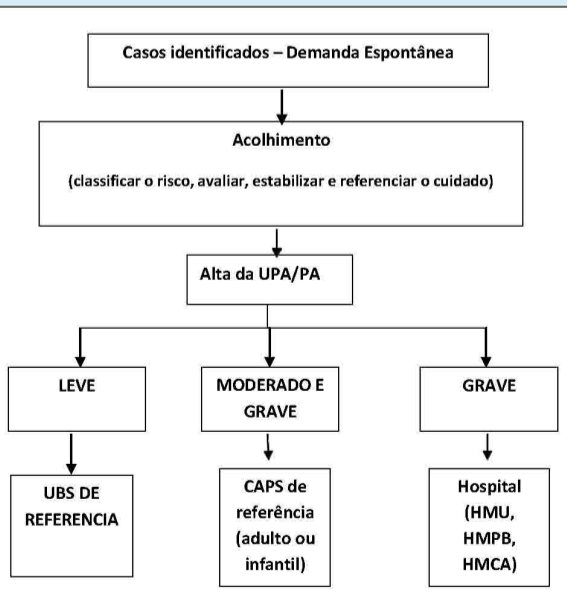 Casos identificados – Demanda Espontânea
Acolhimento
(classificar o risco, avaliar, estabilizar e referenciar o cuidado)
Alta da UPA/PA
LEVE
MODERADO E
GRAVE
GRAVE
UBS DE
REFERENCIA
CAPS de
referência
(adulto ou
infantil)
Hospital
(HMU,
HMPB,
HMCA)